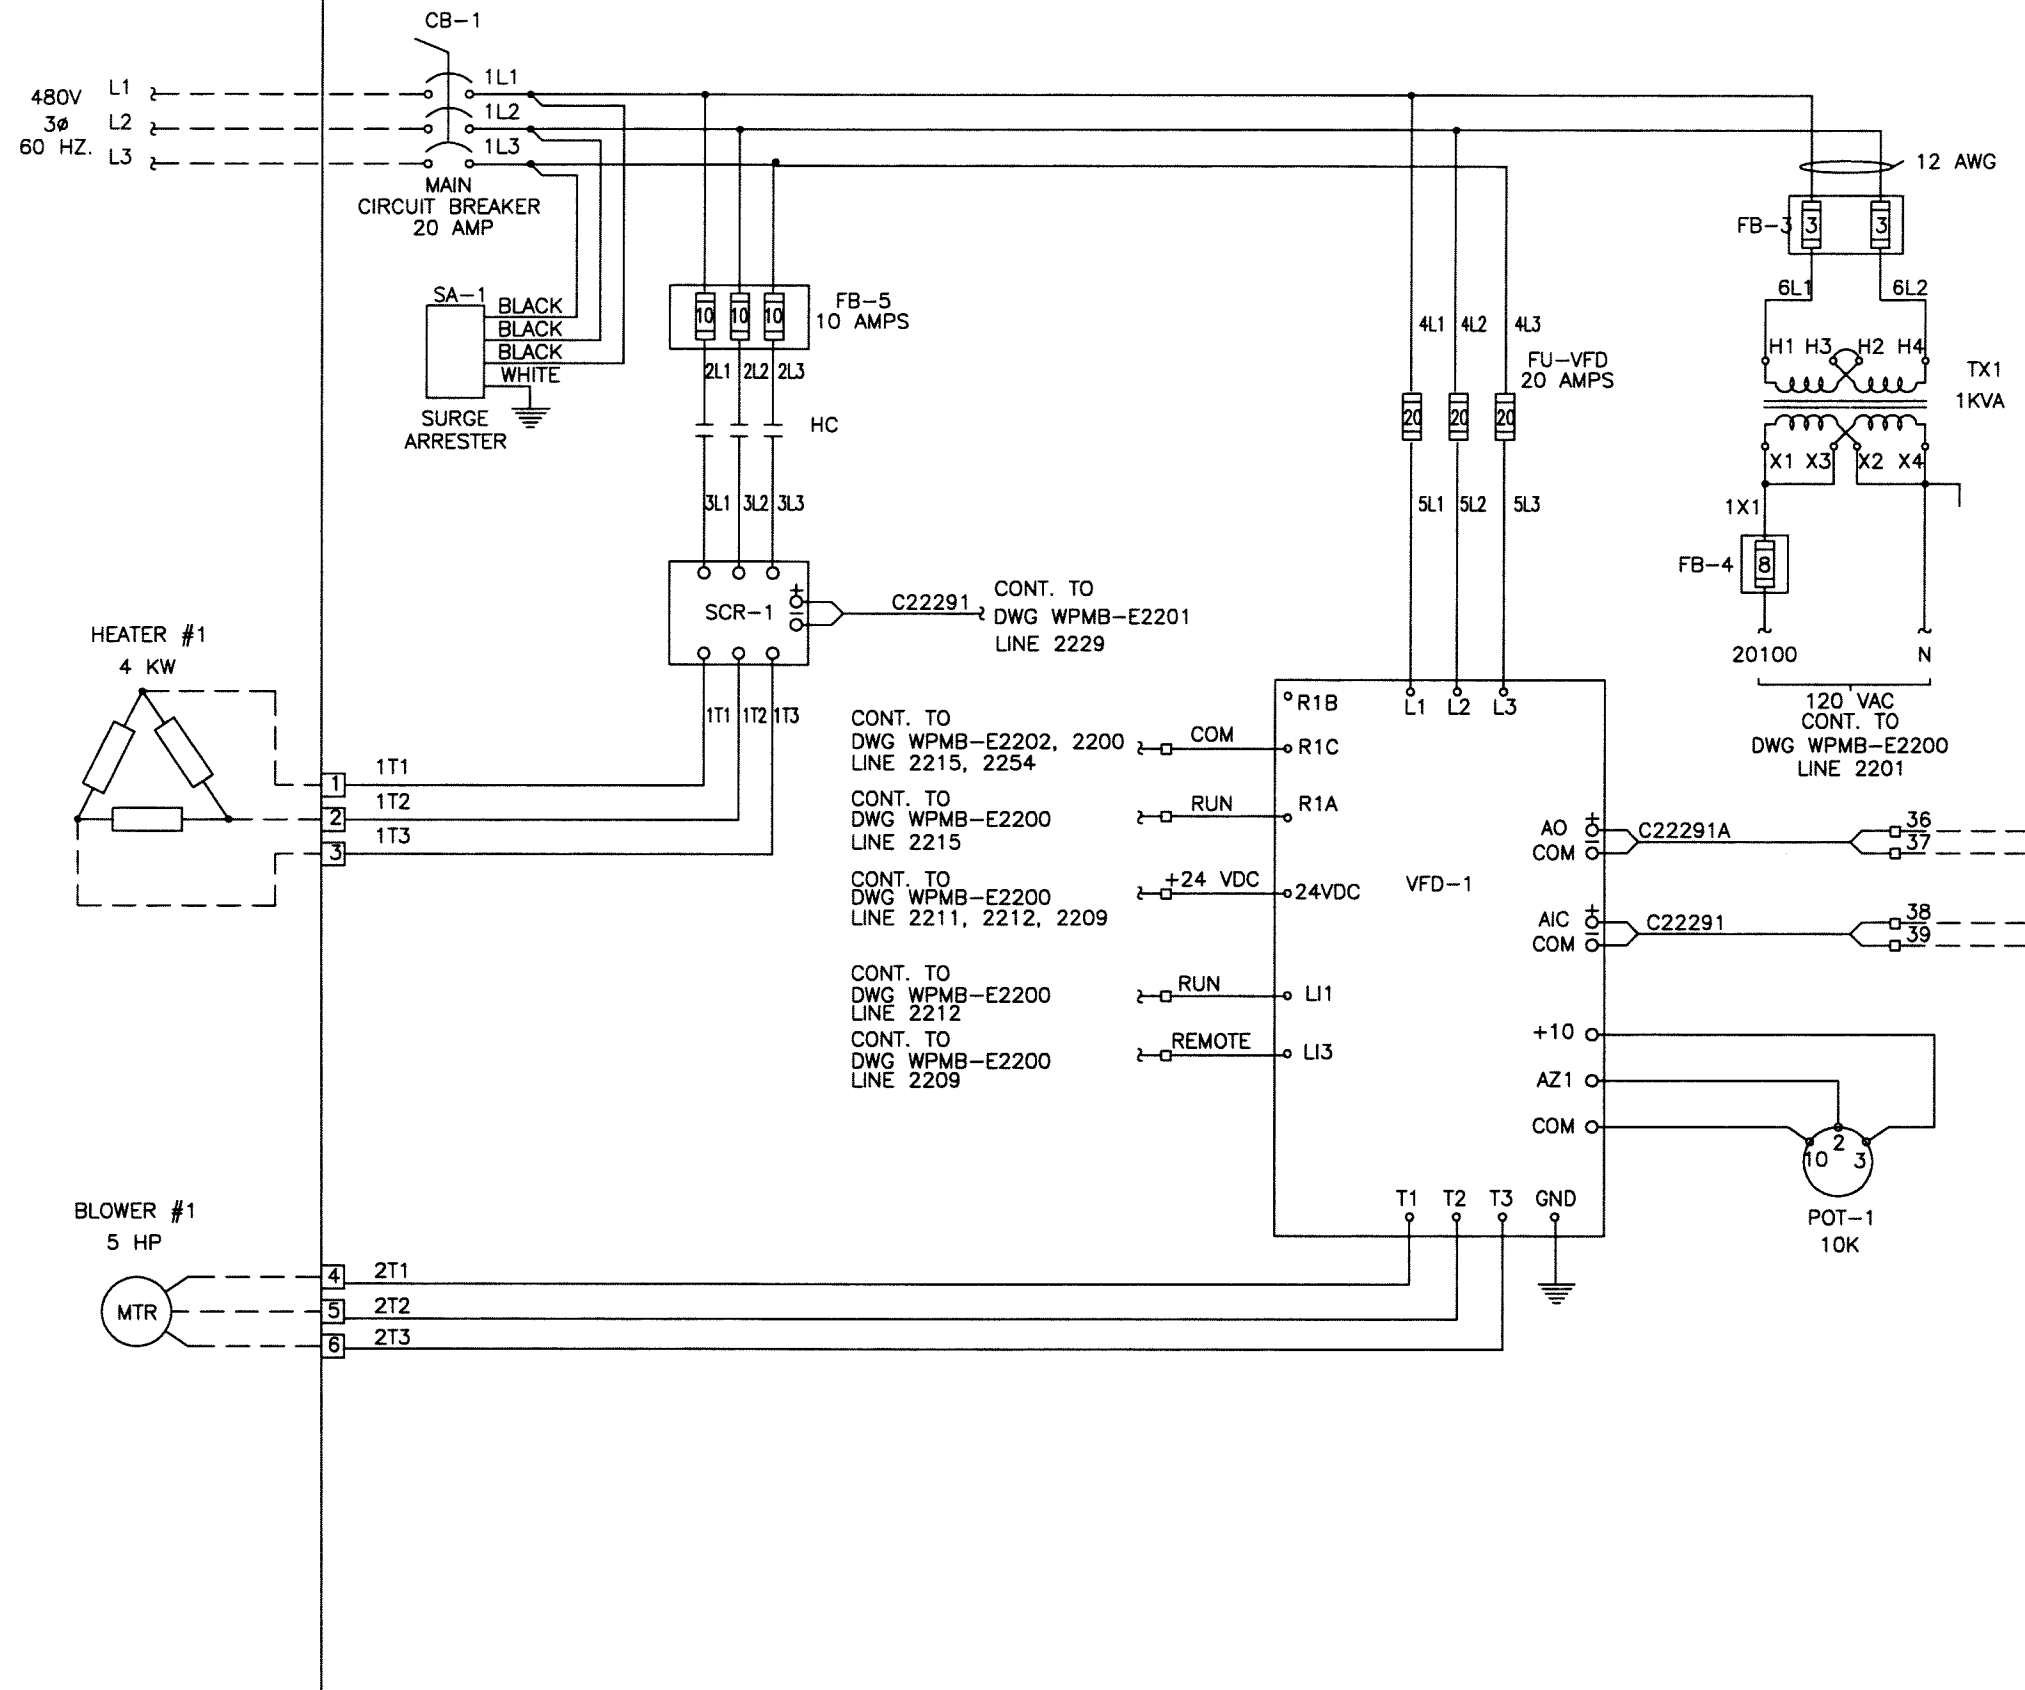 CB-1
480V
3ø
60 HZ.
L1
L2
L3
1L1
1L2
1L3
MAIN
CIRCUIT BREAKER
20 AMP
12 AWG
FB-3
3
3
6L1
6L2
H1 H3 H2 H4
TX1
1KVA
X1 X3 X2 X4
1X1
FB-4
8
20100
N
120 VAC
CONT. TO
DWG WPMB-E2200
LINE 2201
SA-1
BLACK
BLACK
BLACK
WHITE
SURGE
ARRESTER
10
10
10
FB-5
10 AMPS
2L1
2L2
2L3
HC
3L1
3L2
3L3
SCR-1
+
−
C22291
CONT. TO
DWG WPMB-E2201
LINE 2229
1T1
1T2
1T3
4L1
4L2
4L3
FU-VFD
20 AMPS
20
20
20
5L1
5L2
5L3
HEATER #1
4 KW
1
1T1
2
1T2
3
1T3
CONT. TO
DWG WPMB-E2202, 2200
LINE 2215, 2254
COM
CONT. TO
DWG WPMB-E2200
LINE 2215
RUN
CONT. TO
DWG WPMB-E2200
LINE 2211, 2212, 2209
+24 VDC
CONT. TO
DWG WPMB-E2200
LINE 2212
RUN
CONT. TO
DWG WPMB-E2200
LINE 2209
REMOTE
R1B
R1C
R1A
24VDC
LI1
LI3
L1
L2
L3
VFD-1
AO +
COM −
C22291A
36
37
AIC +
COM −
C22291
38
39
+10
AZ1
COM
10
2
3
POT-1
10K
T1
T2
T3
GND
BLOWER #1
5 HP
MTR
4
2T1
5
2T2
6
2T3